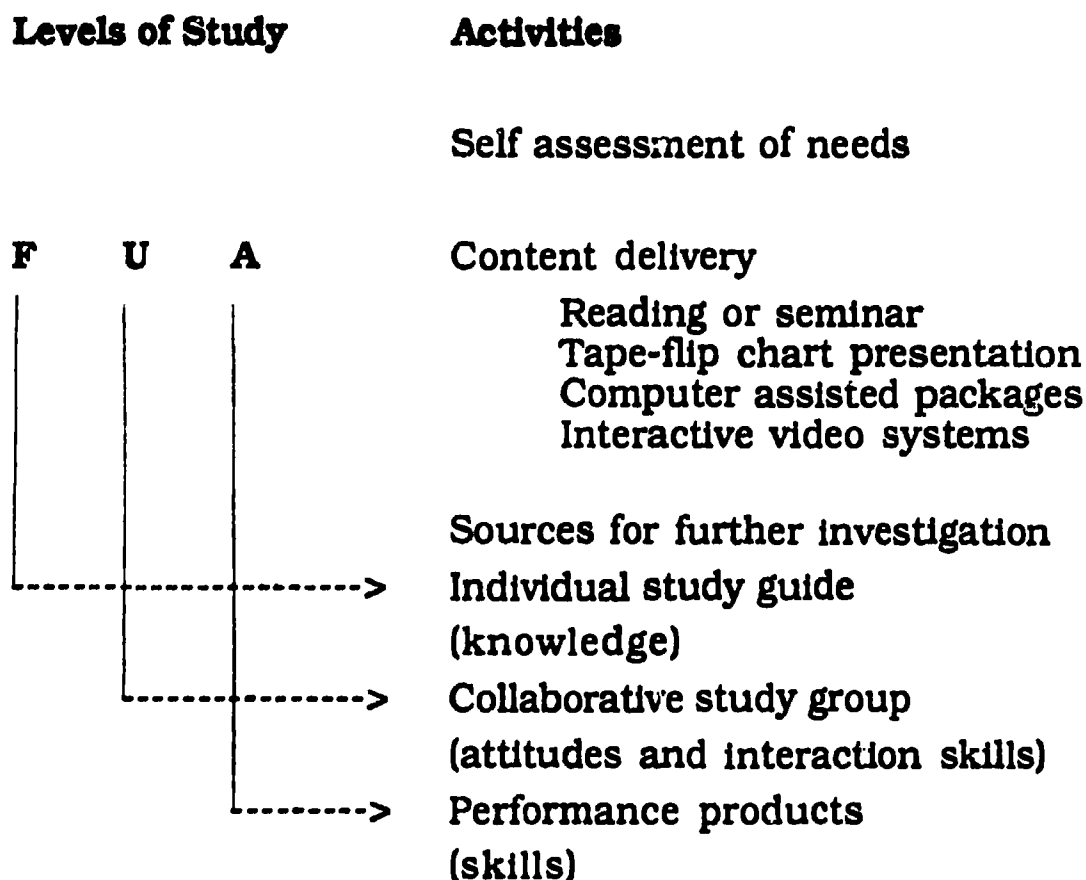 Levels of Study Activities
Self assessment of needs
F U A Content delivery
Reading or seminar
Tape-flip chart presentation
Computer assisted packages
Interactive video systems
Sources for further investigation
Individual study guide
(knowledge)
Collaborative study group
(attitudes and interaction skills)
Performance products
(skills)